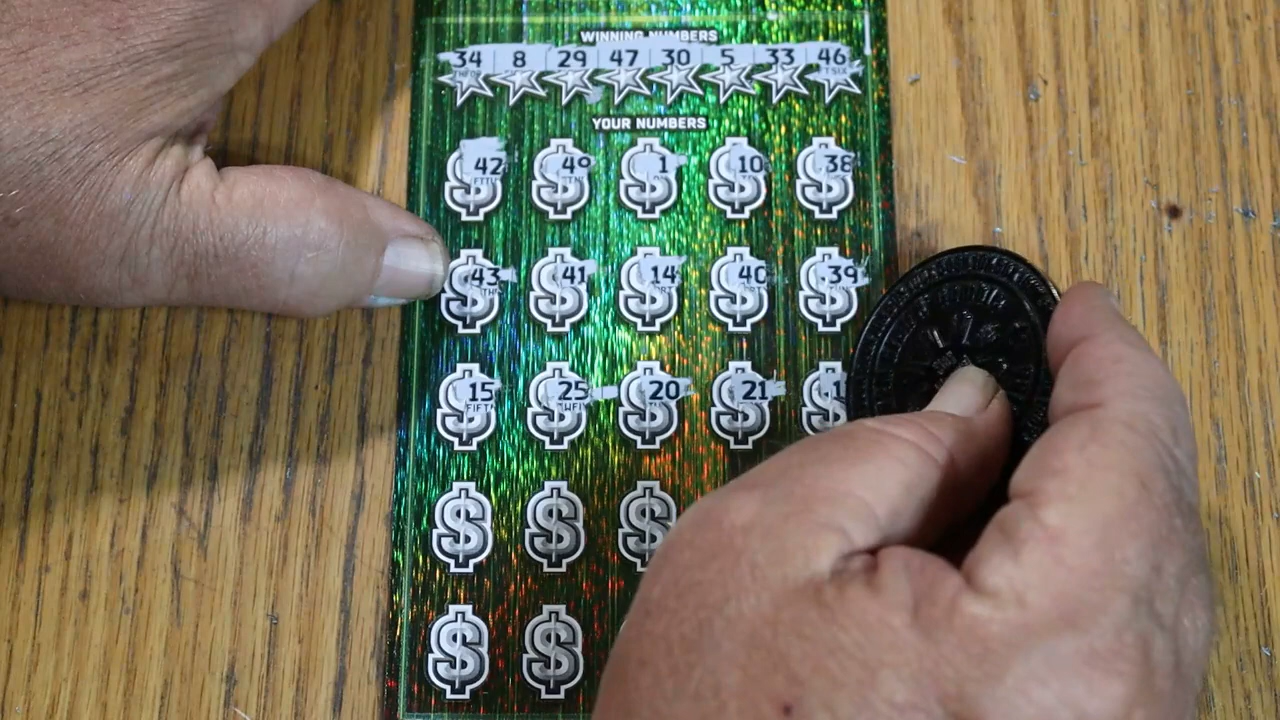 WINNING NUMBERS
34 8 29 47 30 5 33 46
YOUR NUMBERS
42 49 1 10 38
43 41 14 40 39
15 25 20 21 1
$ $ $
$ $